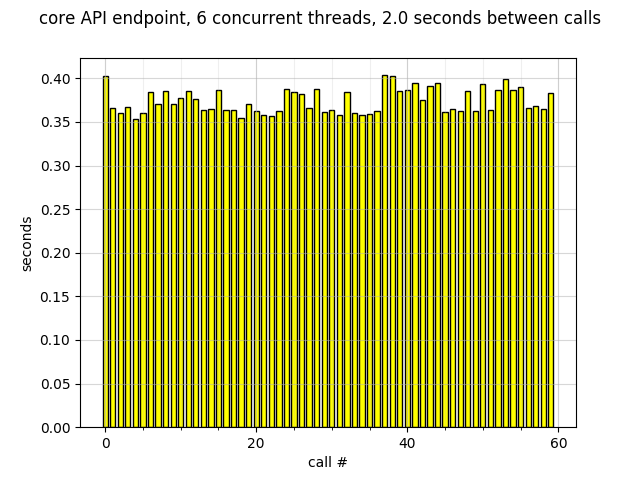 core API endpoint, 6 concurrent threads, 2.0 seconds between calls
0.40
0.35
0.30
0.25
0.20
0.15
0.10
0.05
0.00
seconds
0 20 40 60
call #